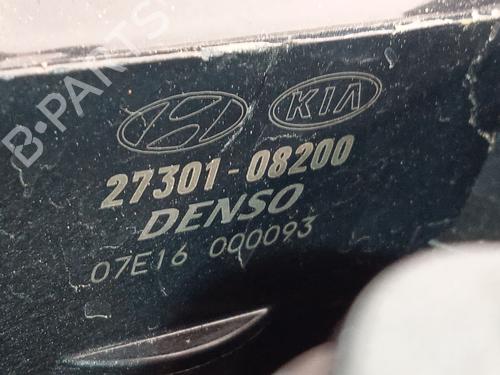 B-PARTS
KIA
27301-08200
DENSO
07E16 000093